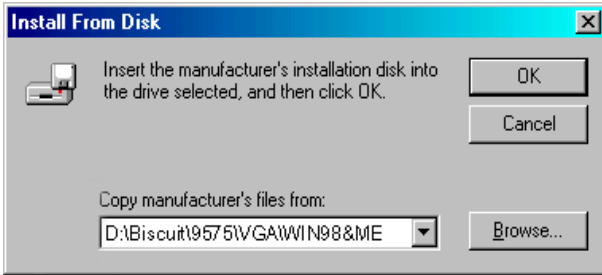 Install From Disk
Insert the manufacturer's installation disk into
the drive selected, and then click OK.
OK
Cancel
Copy manufacturer's files from:
D:\Biscuit\9575\VGA\WIN98&ME
Browse...